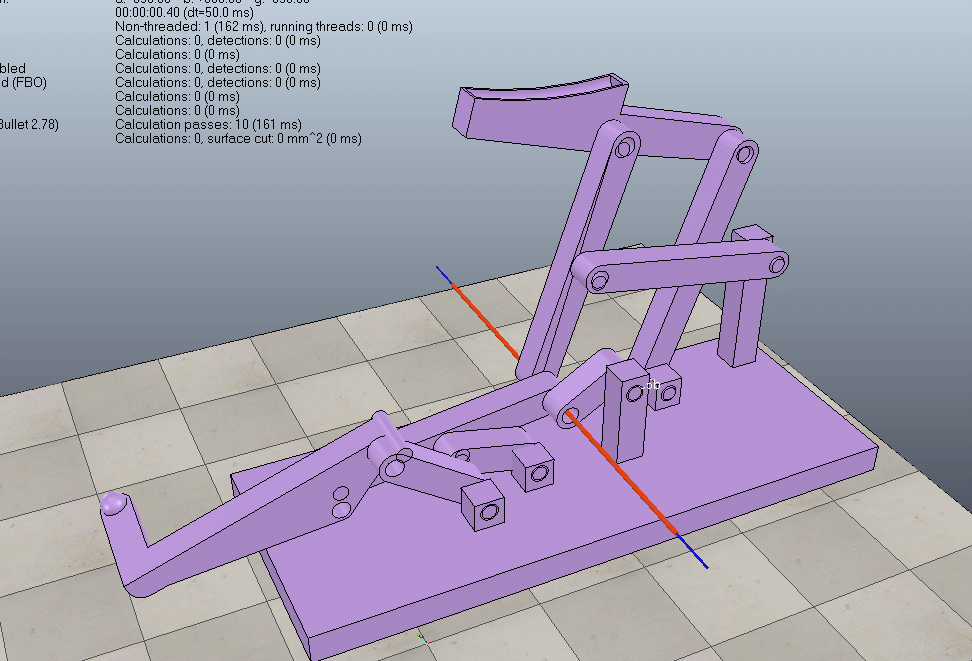 00:00:00.40 (dt=50.0 ms)
Non-threaded: 1 (162 ms), running threads: 0 (0 ms)
Calculations: 0, detections: 0 (0 ms)
Calculations: 0 (0 ms)
bled Calculations: 0, detections: 0 (0 ms)
d (FBO) Calculations: 0, detections: 0 (0 ms)
Calculations: 0 (0 ms)
Calculations: 0 (0 ms)
Bullet 2.78) Calculation passes: 10 (161 ms)
Calculations: 0, surface cut: 0 mm^2 (0 ms)